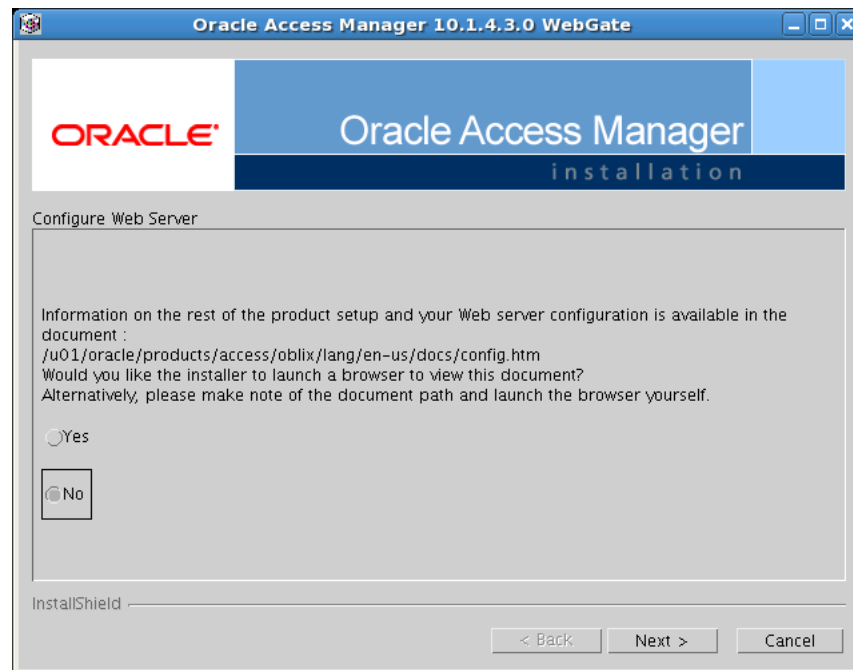 Oracle Access Manager 10.1.4.3.0 WebGate
ORACLE
Oracle Access Manager
installation
Configure Web Server
Information on the rest of the product setup and your Web server configuration is available in the
document :
/u01/oracle/products/access/oblix/lang/en-us/docs/config.htm
Would you like the installer to launch a browser to view this document?
Alternatively, please make note of the document path and launch the browser yourself.
Yes
No
InstallShield
< Back Next > Cancel